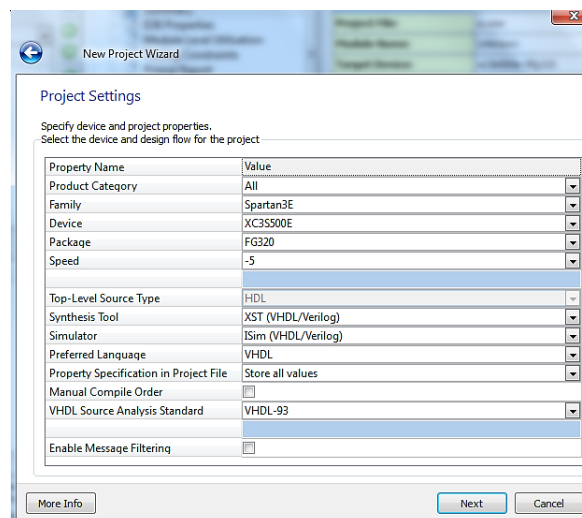 New Project Wizard
Project Settings
Specify device and project properties.
Select the device and design flow for the project
Property Name Value
Product Category All
Family Spartan3E
Device XC3S500E
Package FG320
Speed -5
Top-Level Source Type HDL
Synthesis Tool XST (VHDL/Verilog)
Simulator ISim (VHDL/Verilog)
Preferred Language VHDL
Property Specification in Project File Store all values
Manual Compile Order
VHDL Source Analysis Standard VHDL-93
Enable Message Filtering
More Info Next Cancel